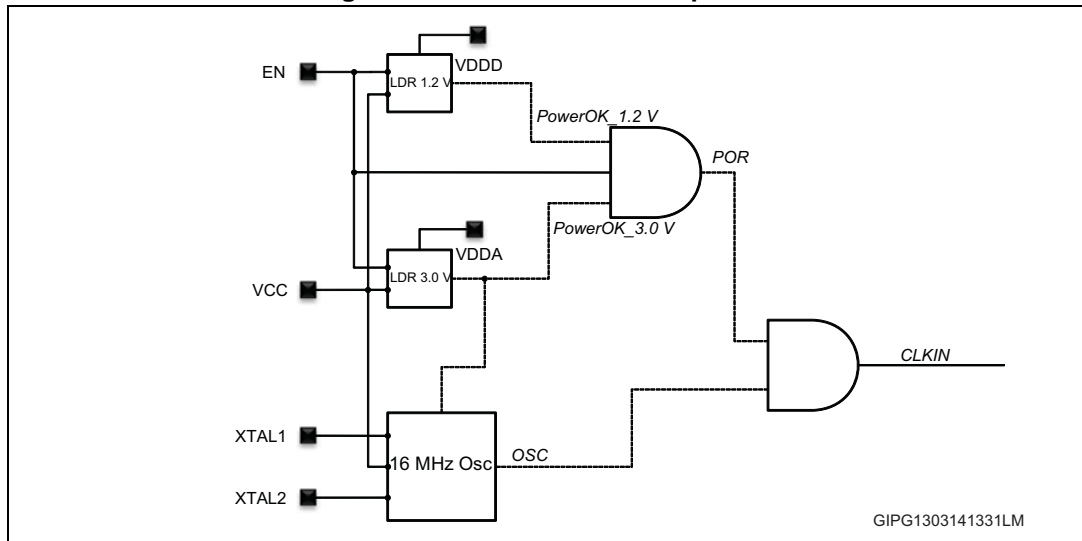 VDDD
EN
LDR 1.2 V
PowerOK_1.2 V
POR
PowerOK_3.0 V
VDDA
LDR 3.0 V
VCC
CLKIN
XTAL1
16 MHz Osc
OSC
XTAL2
GIPG1303141331LM